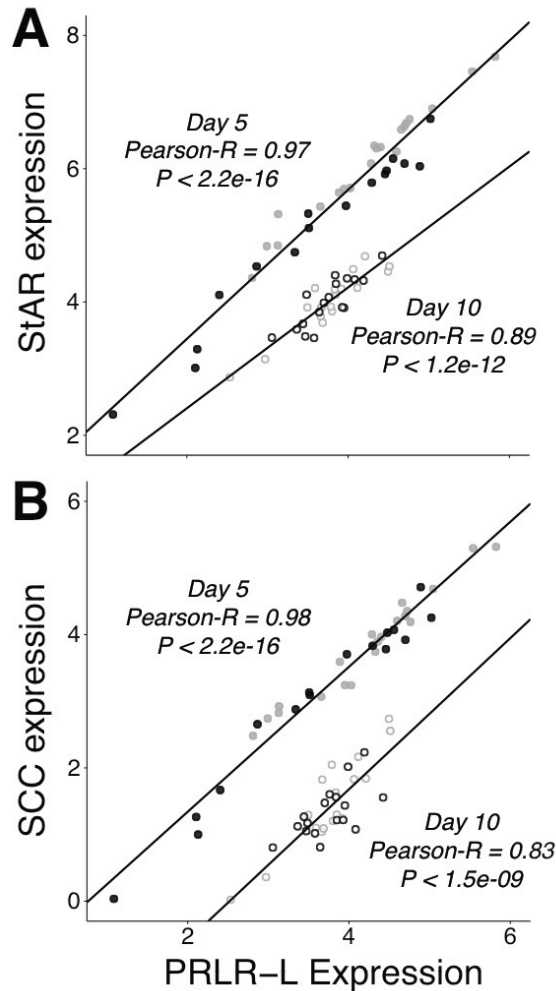 A
8
6
4
2
StAR expression
Day 5
Pearson-R = 0.97
P < 2.2e-16
Day 10
Pearson-R = 0.89
P < 1.2e-12
B
6
4
2
0
SCC expression
Day 5
Pearson-R = 0.98
P < 2.2e-16
Day 10
Pearson-R = 0.83
P < 1.5e-09
2 4 6
PRLR–L Expression